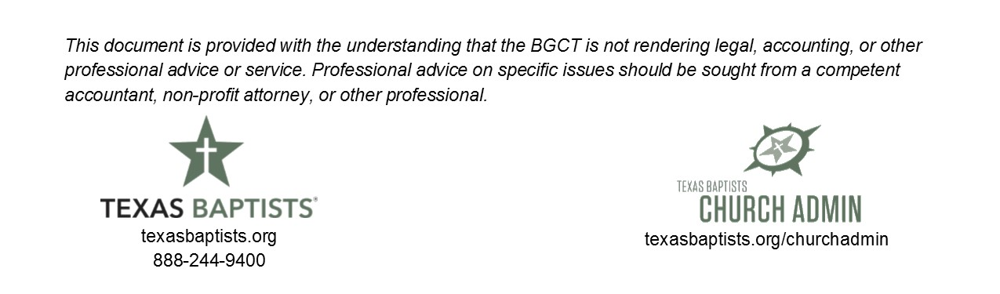 This document is provided with the understanding that the BGCT is not rendering legal, accounting, or other
professional advice or service. Professional advice on specific issues should be sought from a competent
accountant, non-profit attorney, or other professional.
TEXAS BAPTISTS®
texasbaptists.org
888-244-9400
TEXAS BAPTISTS
CHURCH ADMIN
texasbaptists.org/churchadmin